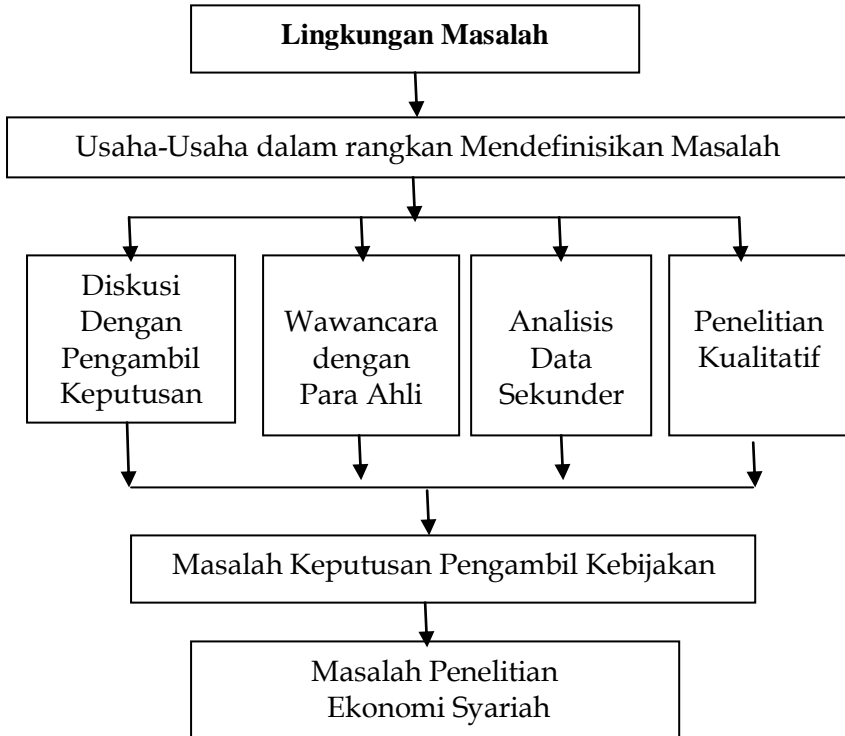 Lingkungan Masalah
Usaha-Usaha dalam rangkan Mendefinisikan Masalah
Diskusi
Dengan
Pengambil
Keputusan
Wawancara
dengan
Para Ahli
Analisis
Data
Sekunder
Penelitian
Kualitatif
Masalah Keputusan Pengambil Kebijakan
Masalah Penelitian
Ekonomi Syariah